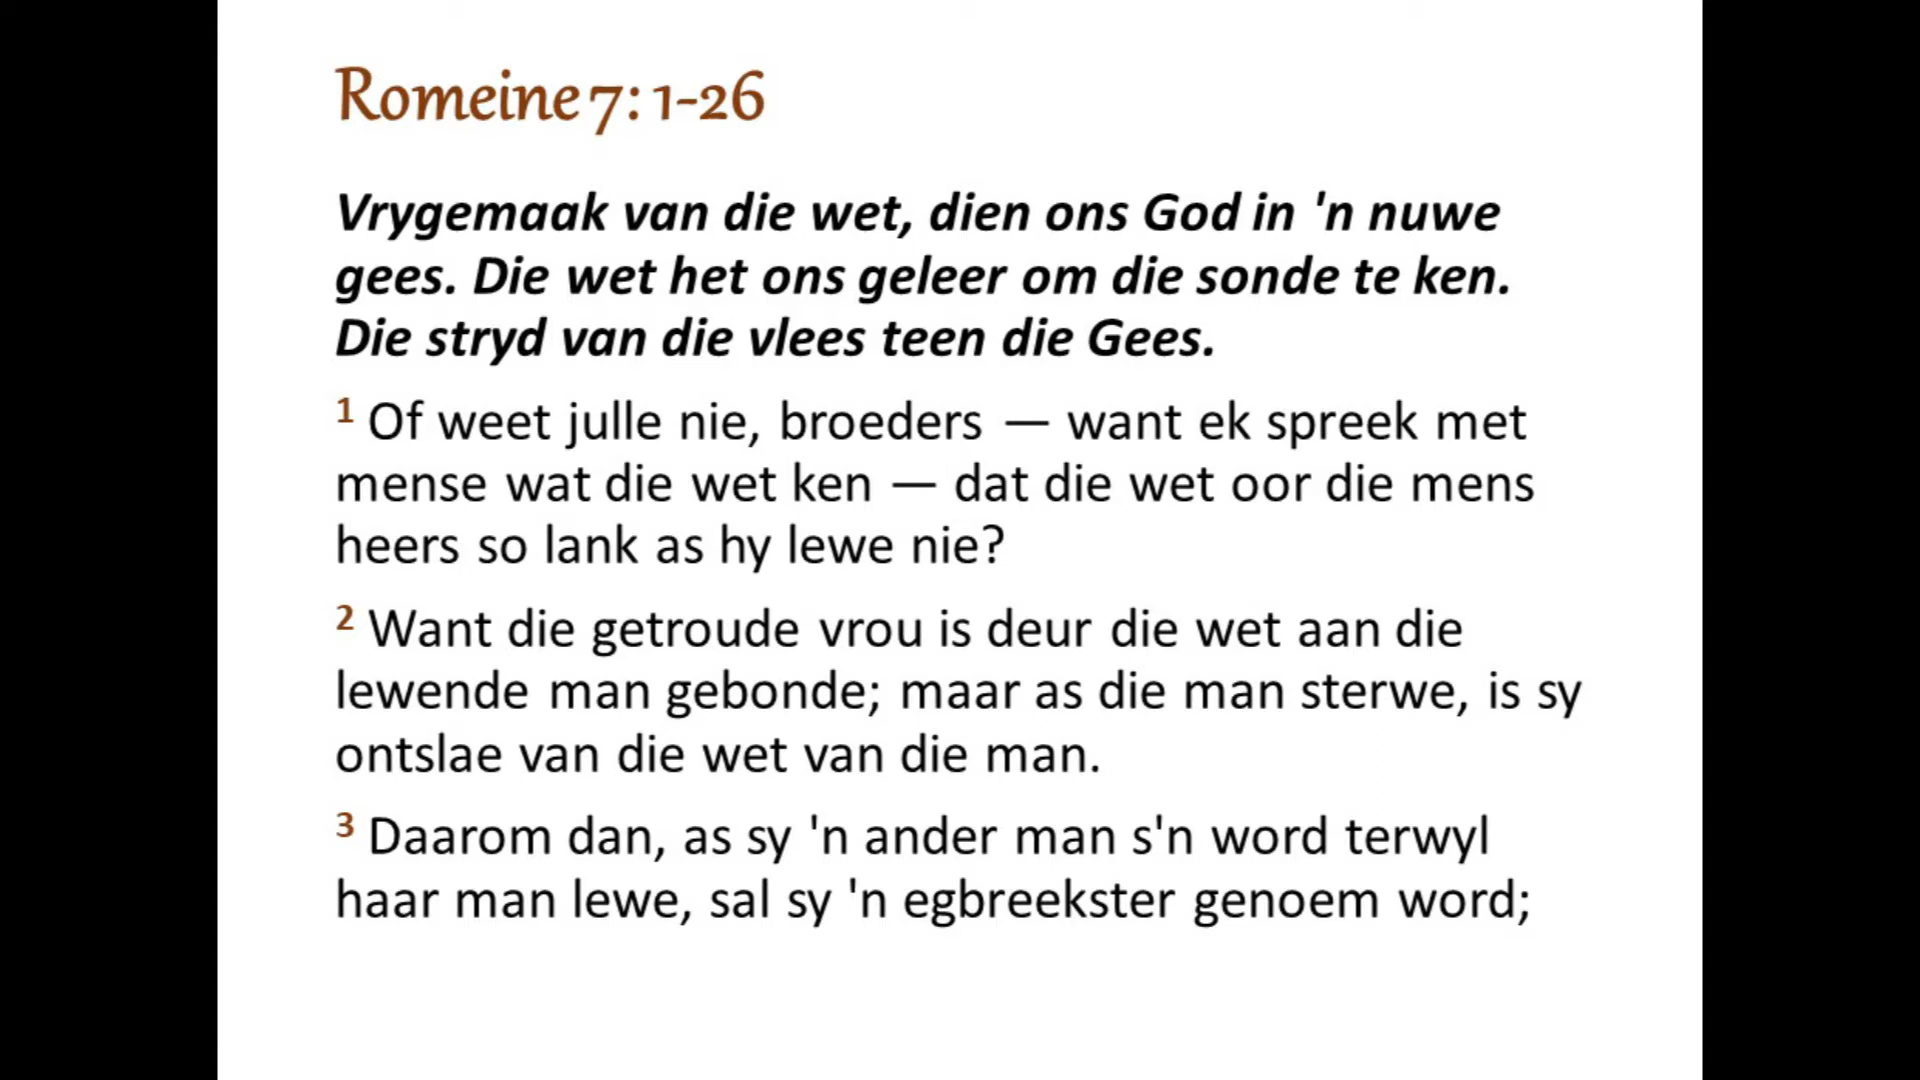 Romeine 7: 1-26
Vrygemaak van die wet, dien ons God in 'n nuwe
gees. Die wet het ons geleer om die sonde te ken.
Die stryd van die vlees teen die Gees.
1 Of weet julle nie, broeders — want ek spreek met
mense wat die wet ken — dat die wet oor die mens
heers so lank as hy lewe nie?
2 Want die getroude vrou is deur die wet aan die
lewende man gebonde; maar as die man sterwe, is sy
ontslae van die wet van die man.
3 Daarom dan, as sy 'n ander man s'n word terwyl
haar man lewe, sal sy 'n egbreekster genoem word;